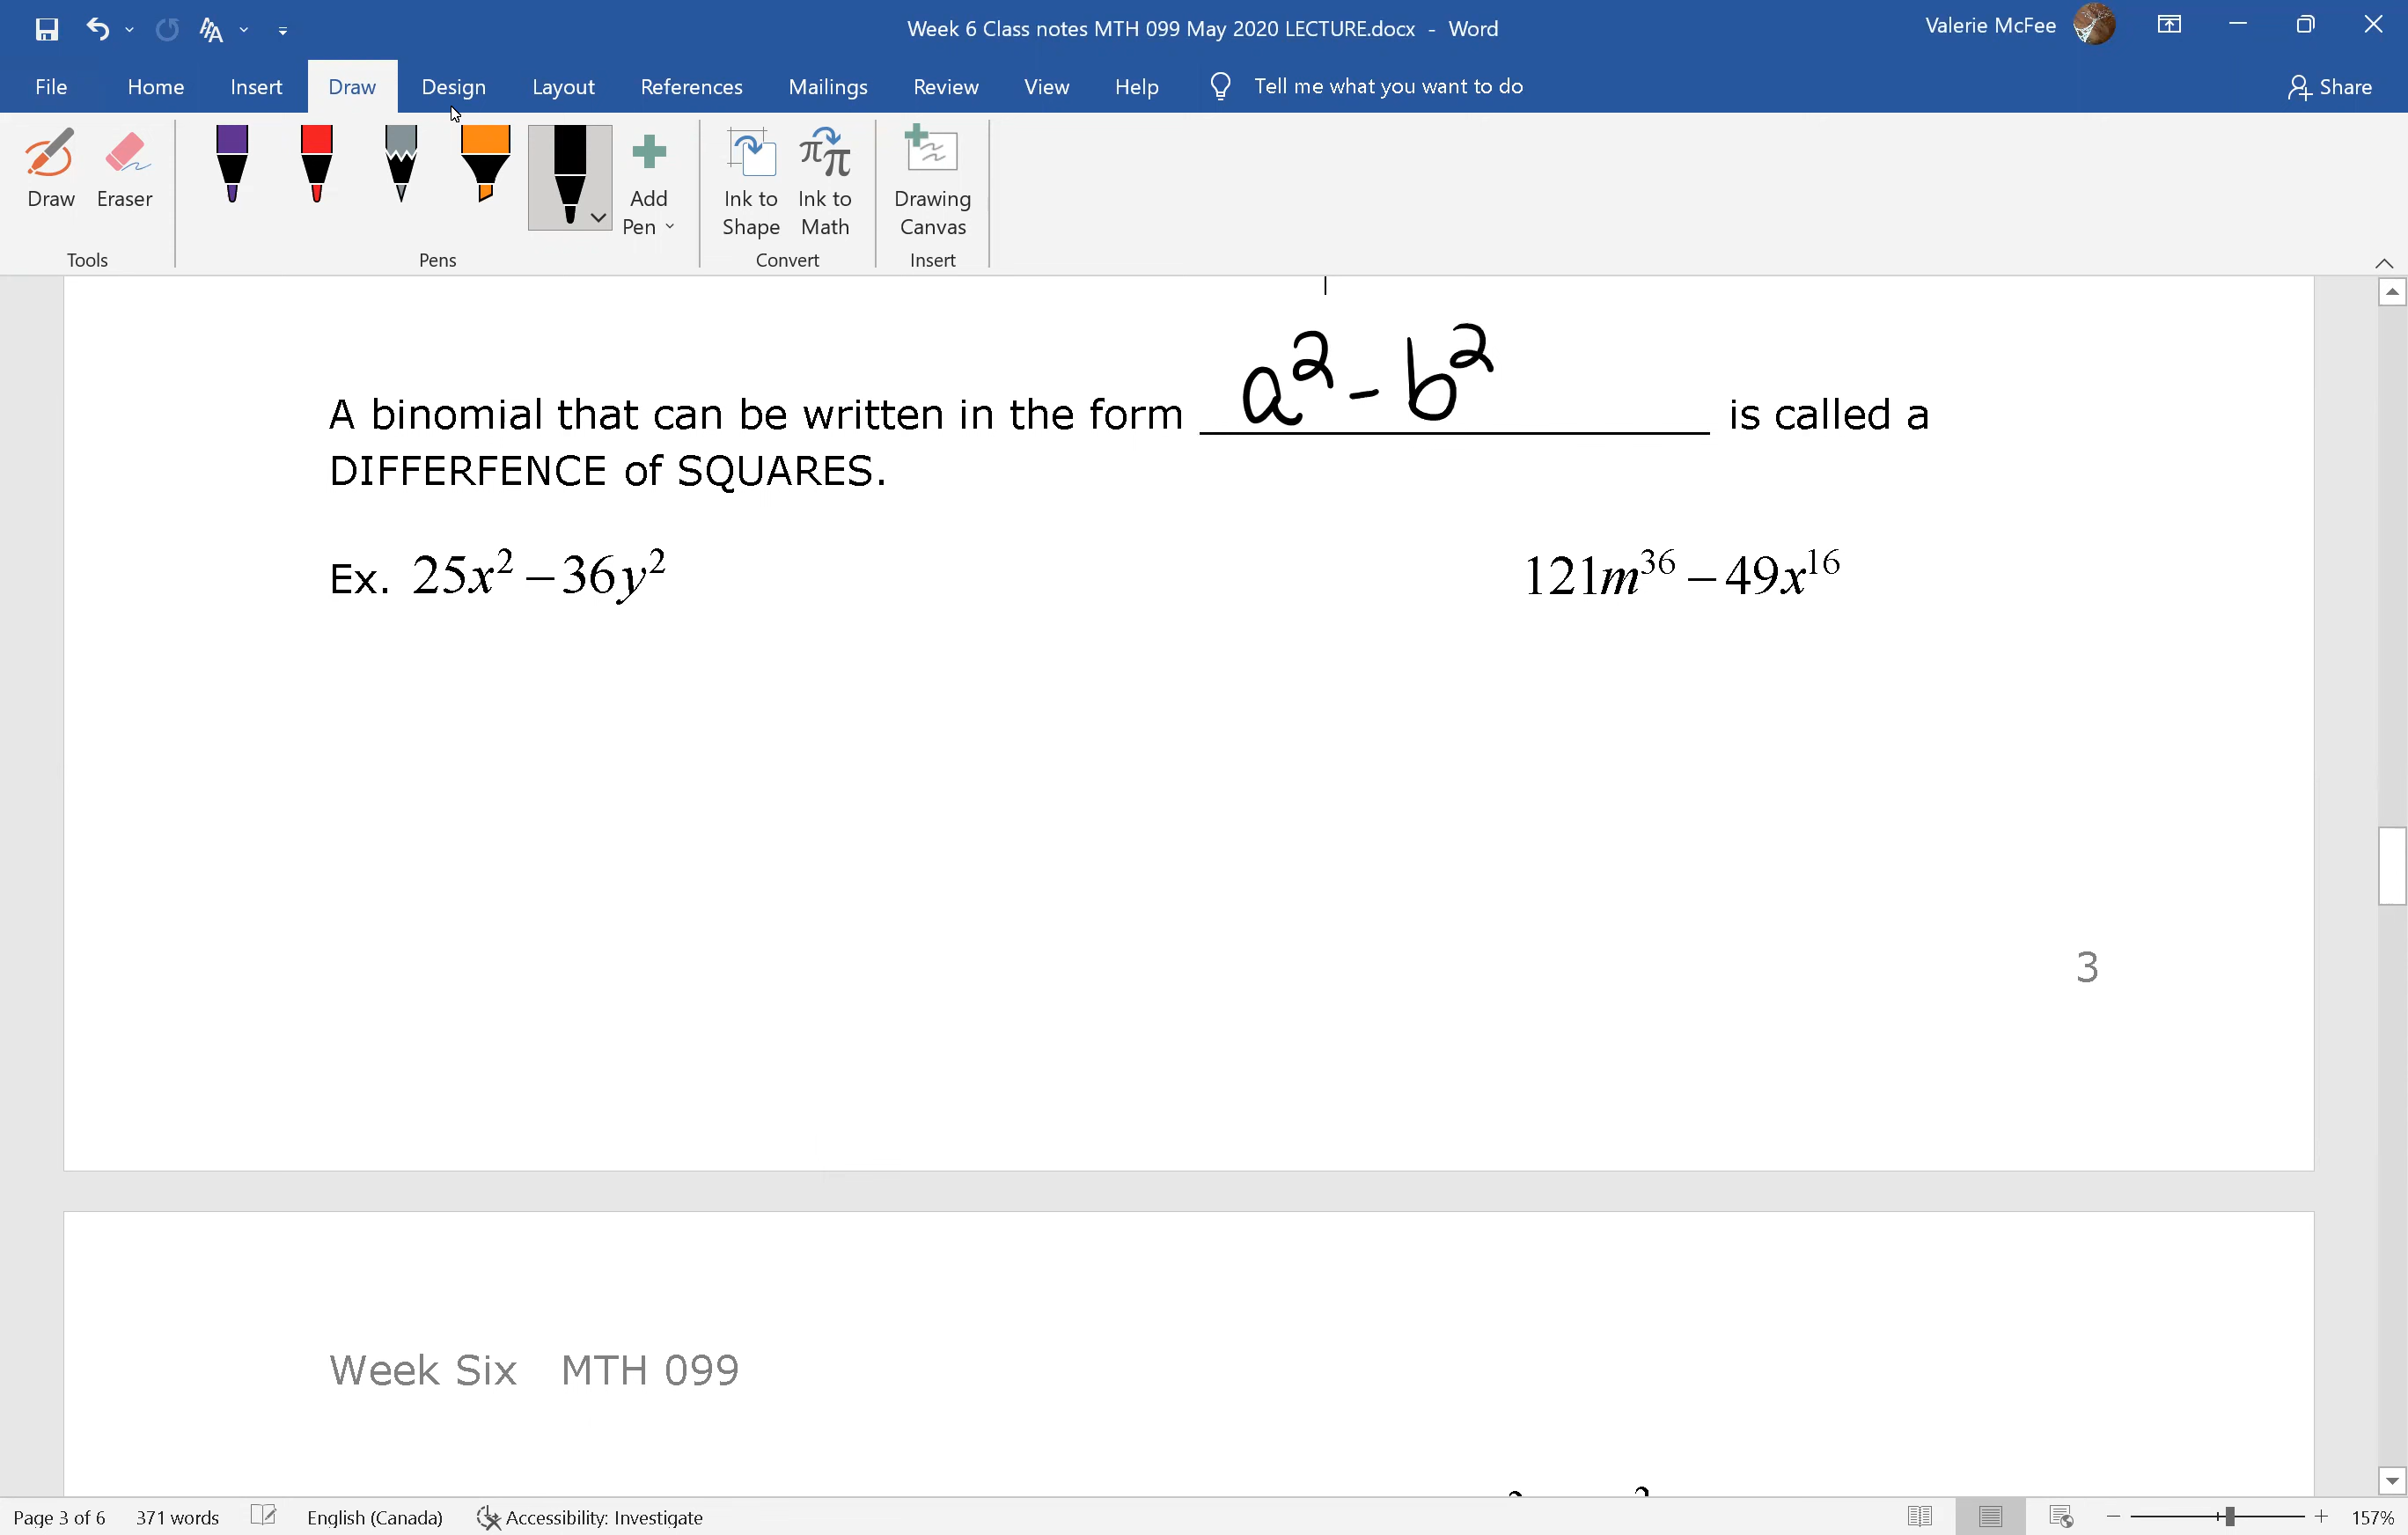 Week 6 Class notes MTH 099 May 2020 LECTURE.docx - Word
Valerie McFee
File Home Insert Draw Design Layout References Mailings Review View Help Tell me what you want to do Share
Draw Eraser Add Pen Ink to Shape Ink to Math Drawing Canvas
Tools Pens Convert Insert
A binomial that can be written in the form a² - b² is called a
DIFFERFENCE of SQUARES.
Ex. 25x² – 36y² 121m³⁶ – 49x¹⁶
3
Week Six MTH 099
Page 3 of 6 371 words English (Canada) Accessibility: Investigate 157%